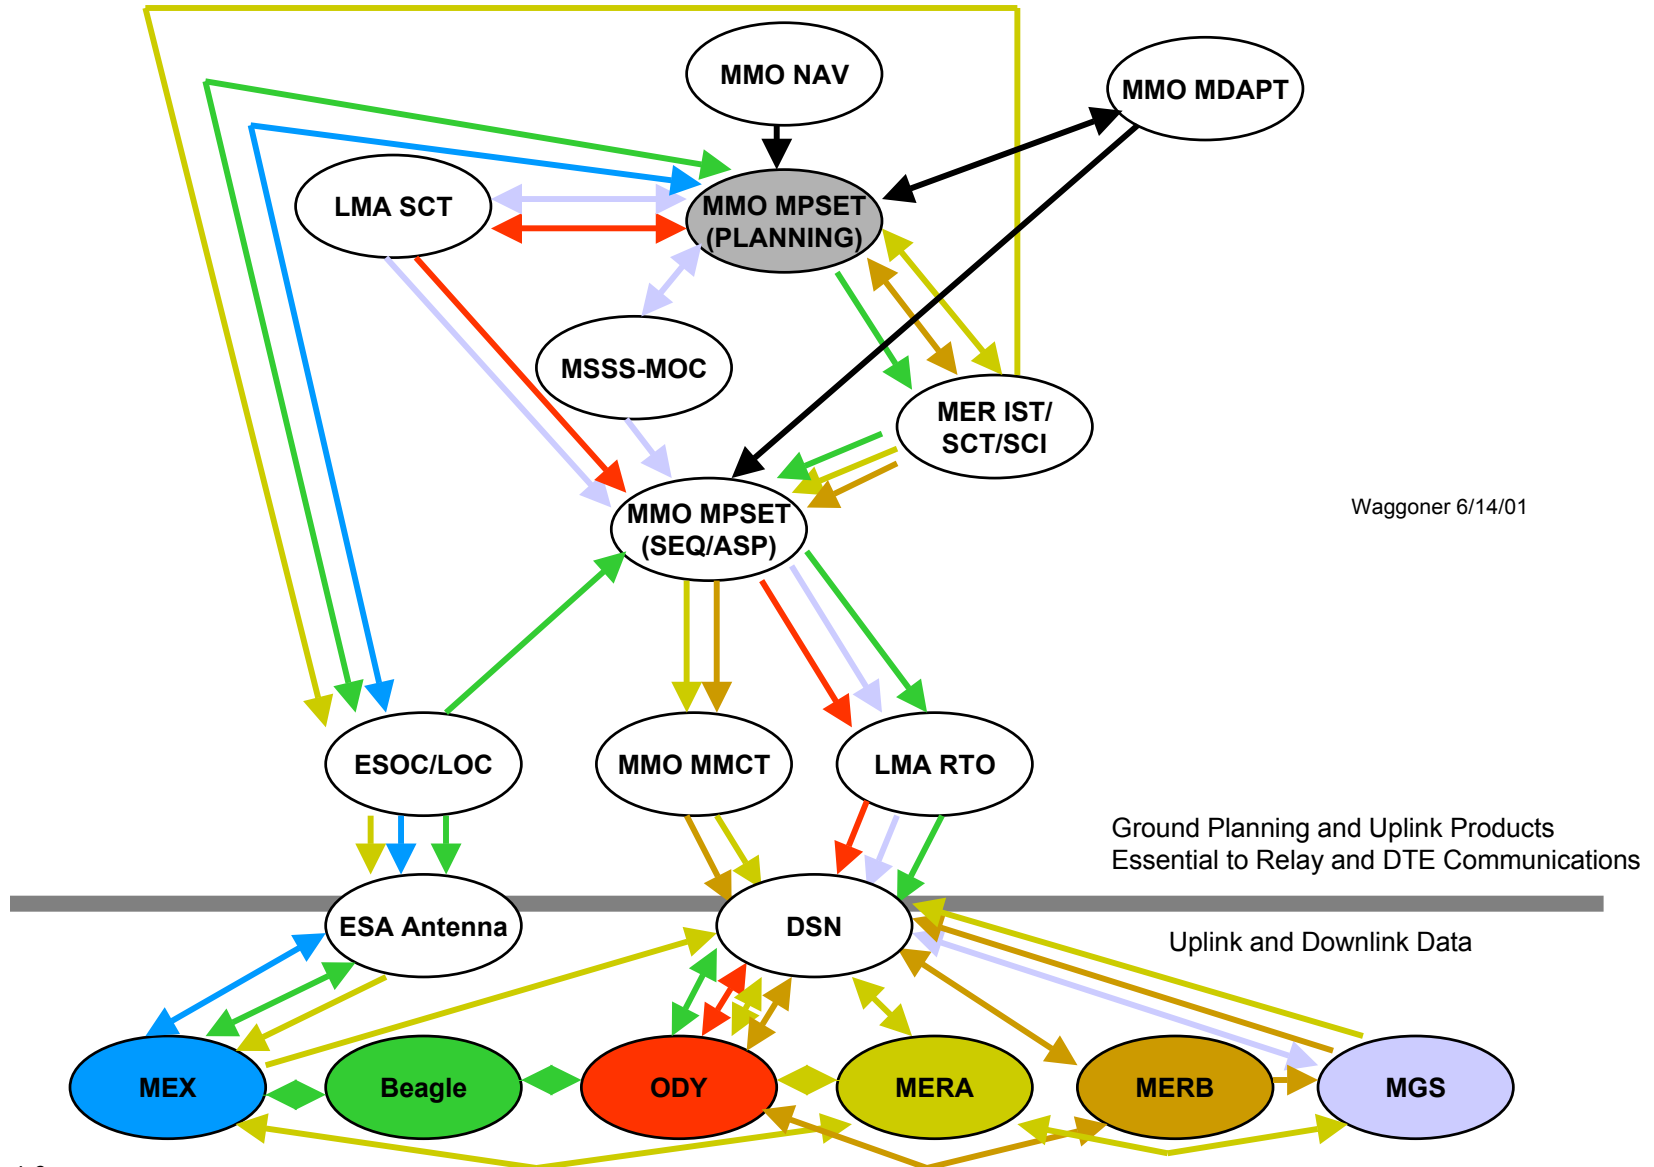 MMO NAV
MMO MDAPT
LMA SCT
MMO MPSET
(PLANNING)
MSSS-MOC
MER IST/
SCT/SCI
MMO MPSET
(SEQ/ASP)
Waggoner 6/14/01
ESOC/LOC
MMO MMCT
LMA RTO
Ground Planning and Uplink Products
Essential to Relay and DTE Communications
ESA Antenna
DSN
Uplink and Downlink Data
MEX
Beagle
ODY
MERA
MERB
MGS